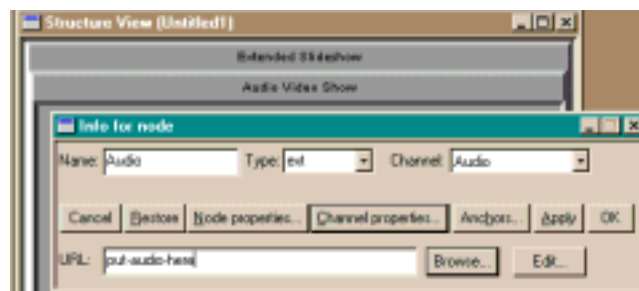 Structure View (Untitled1)
Extended Slideshow
Audio Video Show
Info for node
Name: Audio Type: ext Channel: Audio
Cancel Restore Node properties... Channel properties... Anchors... Apply OK
URL: put-audio-here Browse... Edit...